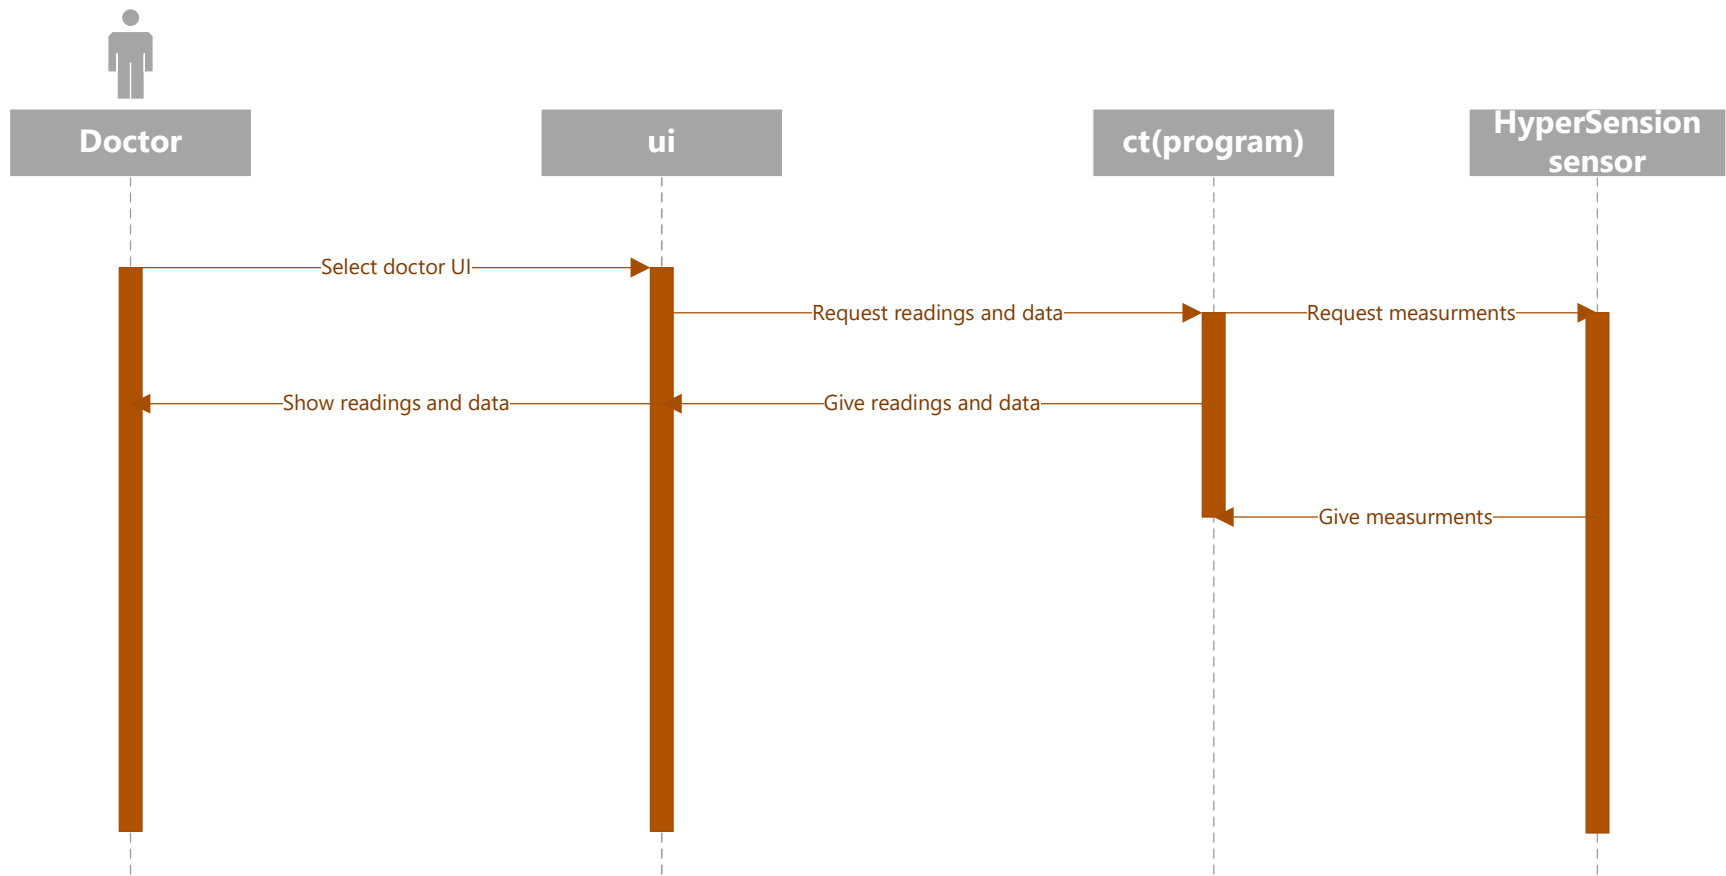 Doctor
ui
ct(program)
HyperSension
sensor
Select doctor UI
Request readings and data
Request measurments
Show readings and data
Give readings and data
Give measurments